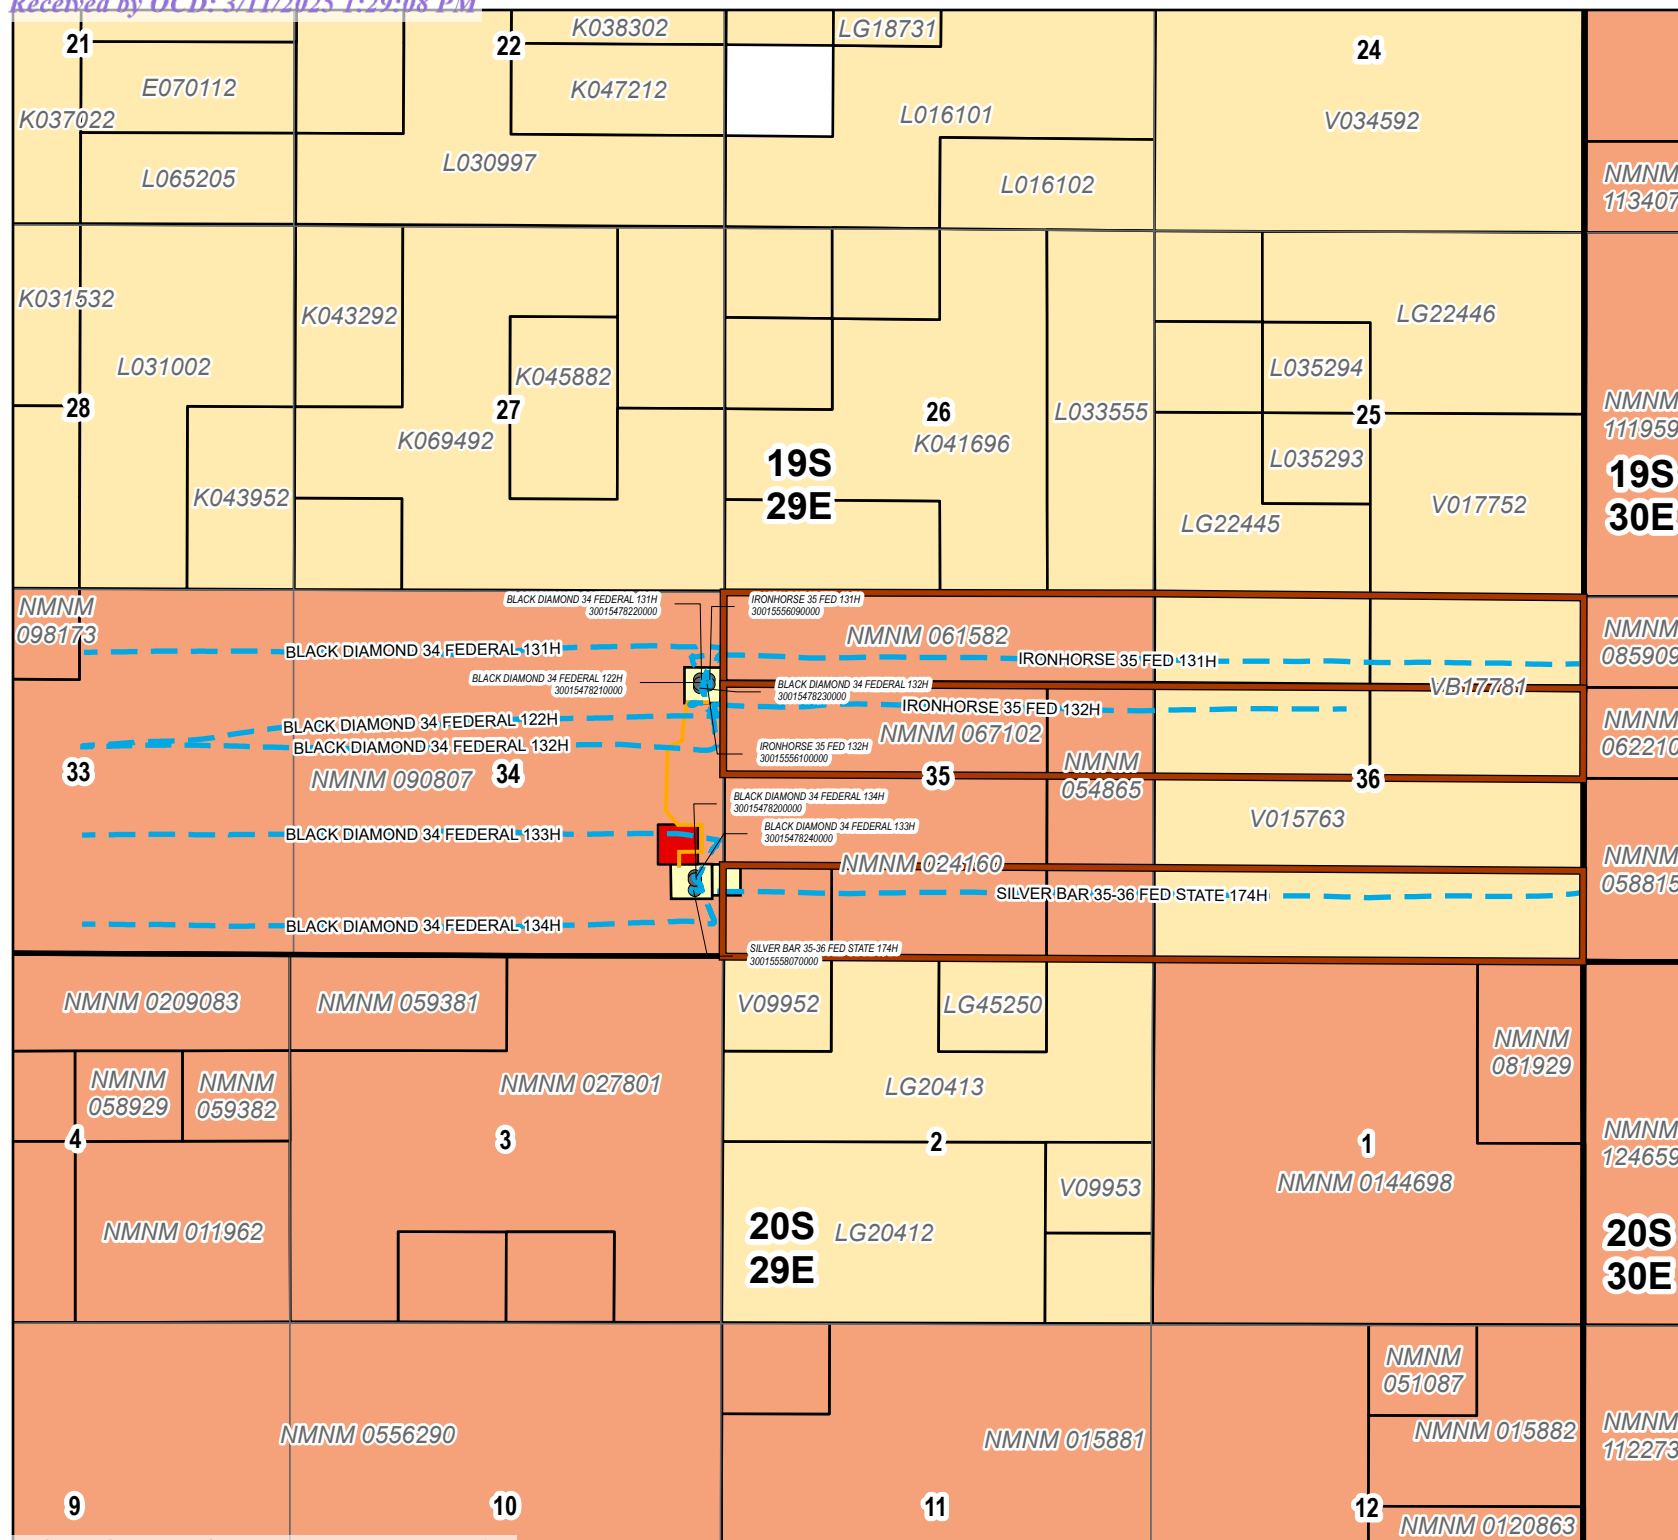 Received by OCD: 3/11/2025 1:29:08 PM
21
22
K038302
LG18731
24
E070112
K047212
K037022
L016101
V034592
L030997
L065205
L016102
NMNM
113407
K031532
K043292
LG22446
L031002
K045882
L035294
28
27
26
L033555
25
NMNM
111959
K069492
K041696
L035293
19S
29E
19S
30E
K043952
LG22445
V017752
NMNM
098173
BLACK DIAMOND 34 FEDERAL 131H
30015478220000
IRONHORSE 35 FED 131H
30015556090000
NMNM 061582
NMNM
085909
BLACK DIAMOND 34 FEDERAL 131H
IRONHORSE 35 FED 131H
BLACK DIAMOND 34 FEDERAL 122H
30015478210000
BLACK DIAMOND 34 FEDERAL 132H
30015478230000
VB17781
IRONHORSE 35 FED 132H
BLACK DIAMOND 34 FEDERAL 122H
NMNM 067102
NMNM
062210
BLACK DIAMOND 34 FEDERAL 132H
IRONHORSE 35 FED 132H
30015556100000
33
NMNM 090807
34
35
NMNM
054865
36
BLACK DIAMOND 34 FEDERAL 134H
30015478200000
V015763
BLACK DIAMOND 34 FEDERAL 133H
BLACK DIAMOND 34 FEDERAL 133H
30015478240000
NMNM 024160
NMNM
058815
SILVER BAR 35-36 FED STATE 174H
BLACK DIAMOND 34 FEDERAL 134H
SILVER BAR 35-36 FED STATE 174H
30015558070000
NMNM 0209083
NMNM 059381
V09952
LG45250
NMNM
081929
NMNM
058929
NMNM
059382
NMNM 027801
LG20413
4
3
2
1
NMNM
124659
V09953
NMNM 0144698
NMNM 011962
20S
29E
LG20412
20S
30E
NMNM
051087
NMNM 0556290
NMNM 015881
NMNM 015882
NMNM
112273
9
10
11
12
NMNM 0120863